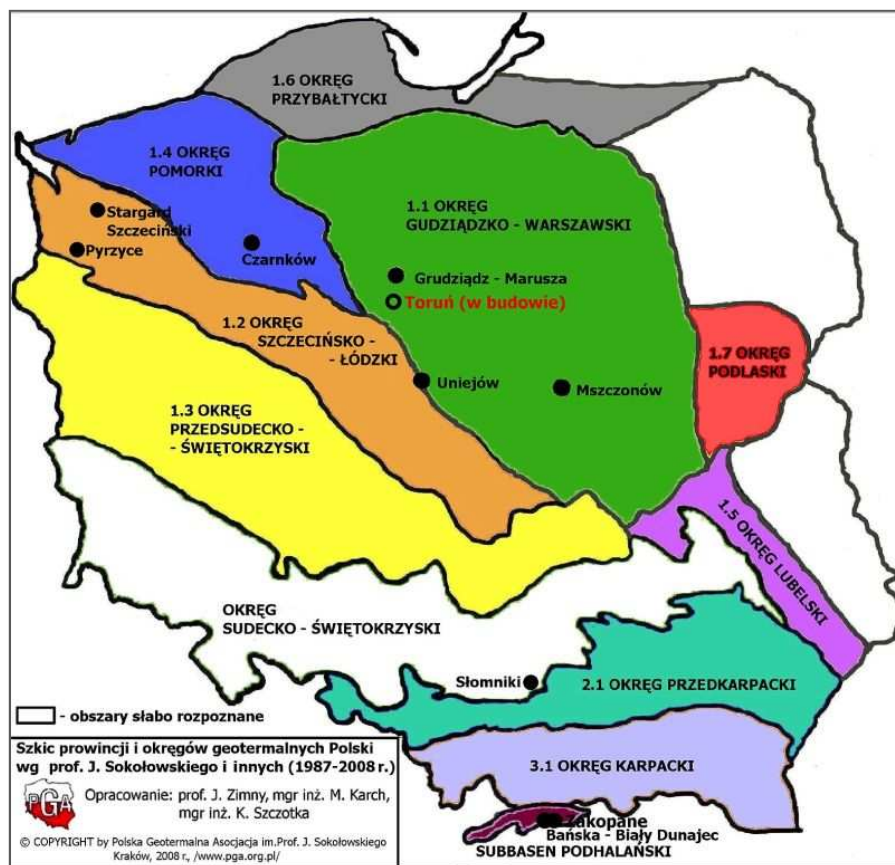 1.6 OKRĘG
PRZYBAŁTYCKI
1.4 OKRĘG
POMORKI
1.1 OKRĘG
GUDZIĄDZKO - WARSZAWSKI
Stargard
Szczeciński
Pyrzyce
Czarnków
Grudziądz - Marusza
Toruń (w budowie)
1.2 OKRĘG
SZCZECIŃSKO -
- ŁÓDZKI
1.7 OKRĘG
PODLASKI
Uniejów
Mszczonów
1.3 OKRĘG
PRZEDSUDECKO -
- ŚWIĘTOKRZYSKI
1.5 OKRĘG LUBELSKI
OKRĘG
SUDECKO - ŚWIĘTOKRZYSKI
Słomniki
2.1 OKRĘG PRZEDKARPACKI
- obszary słabo rozpoznane
3.1 OKRĘG KARPACKI
Zakopane
Bańska - Biały Dunajec
SUBBASEN PODHALAŃSKI
Szkic prowincji i okręgów geotermalnych Polski
wg prof. J. Sokołowskiego i innych (1987-2008 r.)
PGA
Opracowanie: prof. J. Zimny, mgr inż. M. Karch,
mgr inż. K. Szczotka
© COPYRIGHT by Polska Geotermalna Asocjacja im.Prof. J. Sokołowskiego
Kraków, 2008 r., /www.pga.org.pl/